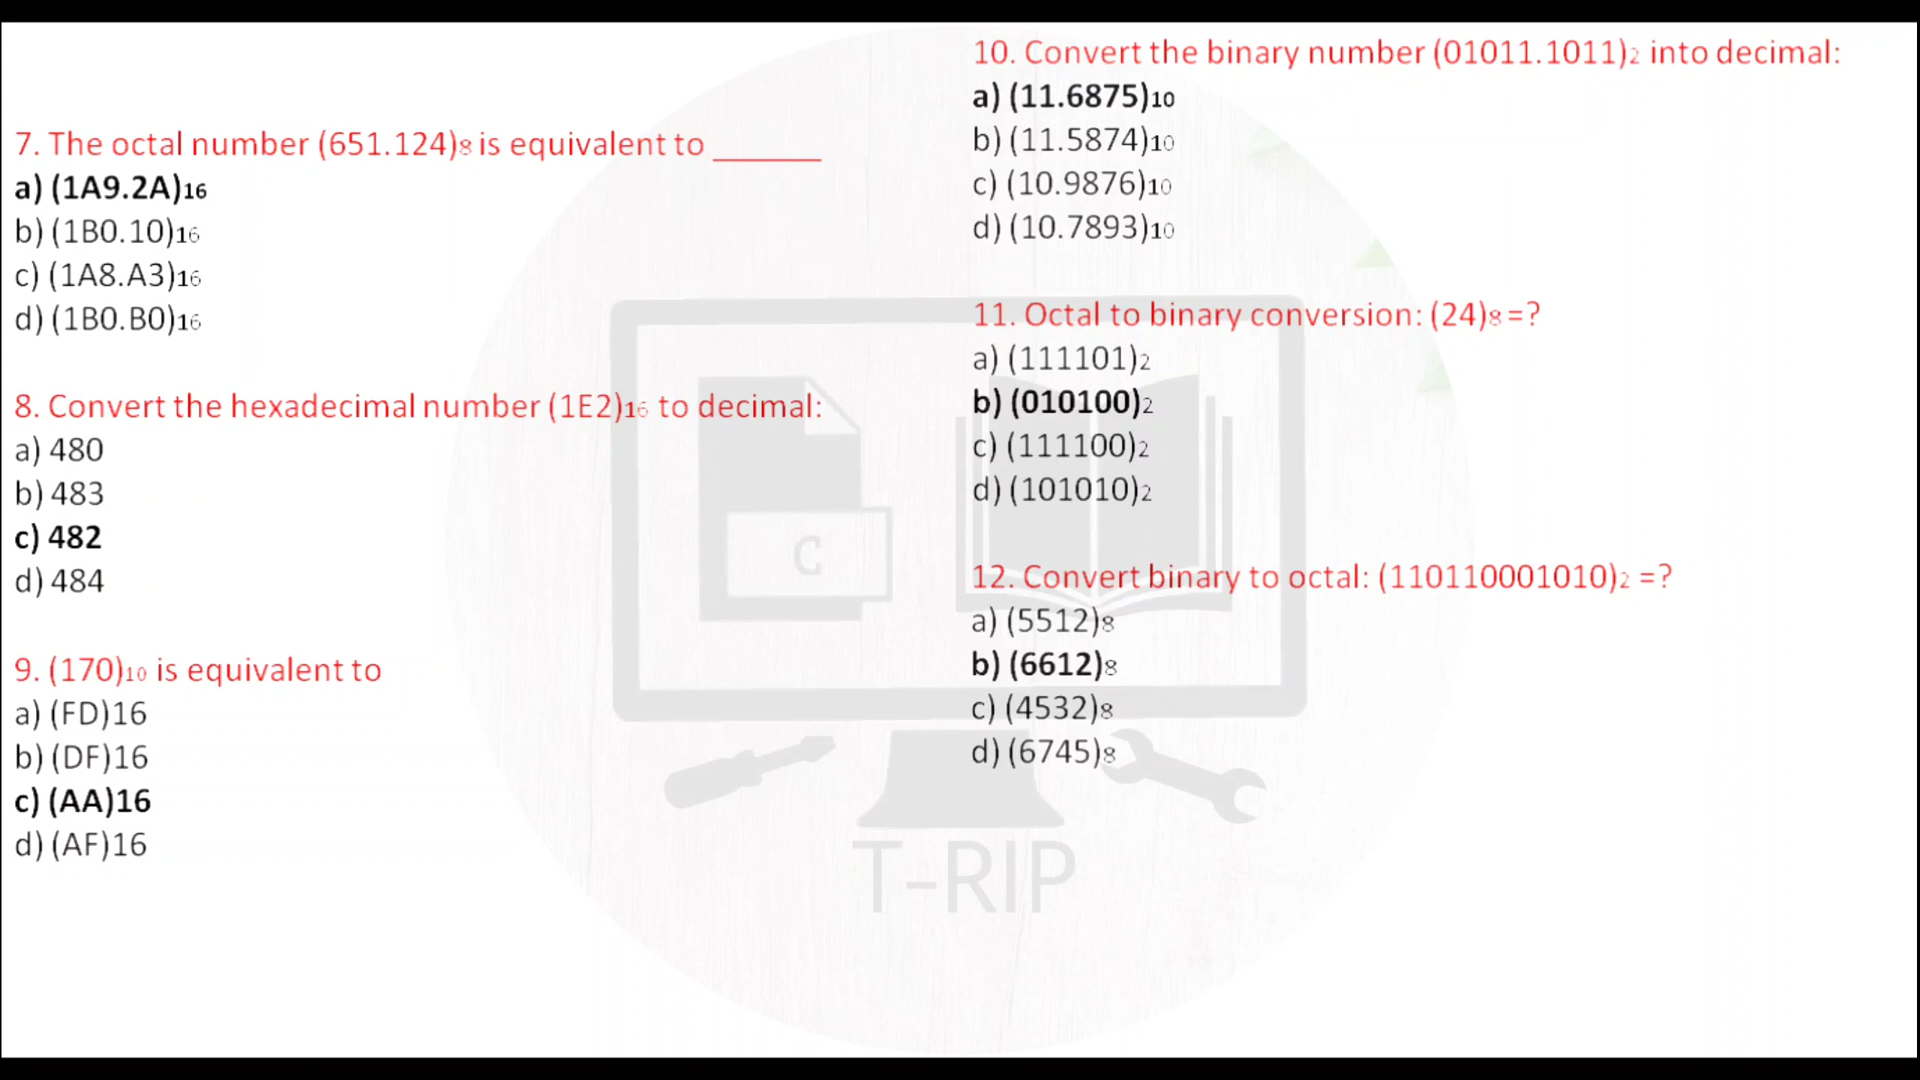 7. The octal number (651.124)8 is equivalent to ______
a) (1A9.2A)16
b) (1B0.10)16
c) (1A8.A3)16
d) (1B0.B0)16
8. Convert the hexadecimal number (1E2)16 to decimal:
a) 480
b) 483
c) 482
d) 484
9. (170)10 is equivalent to
a) (FD)16
b) (DF)16
c) (AA)16
d) (AF)16
10. Convert the binary number (01011.1011)2 into decimal:
a) (11.6875)10
b) (11.5874)10
c) (10.9876)10
d) (10.7893)10
11. Octal to binary conversion: (24)8 =?
a) (111101)2
b) (010100)2
c) (111100)2
d) (101010)2
12. Convert binary to octal: (110110001010)2 =?
a) (5512)8
b) (6612)8
c) (4532)8
d) (6745)8
C
T-RIP